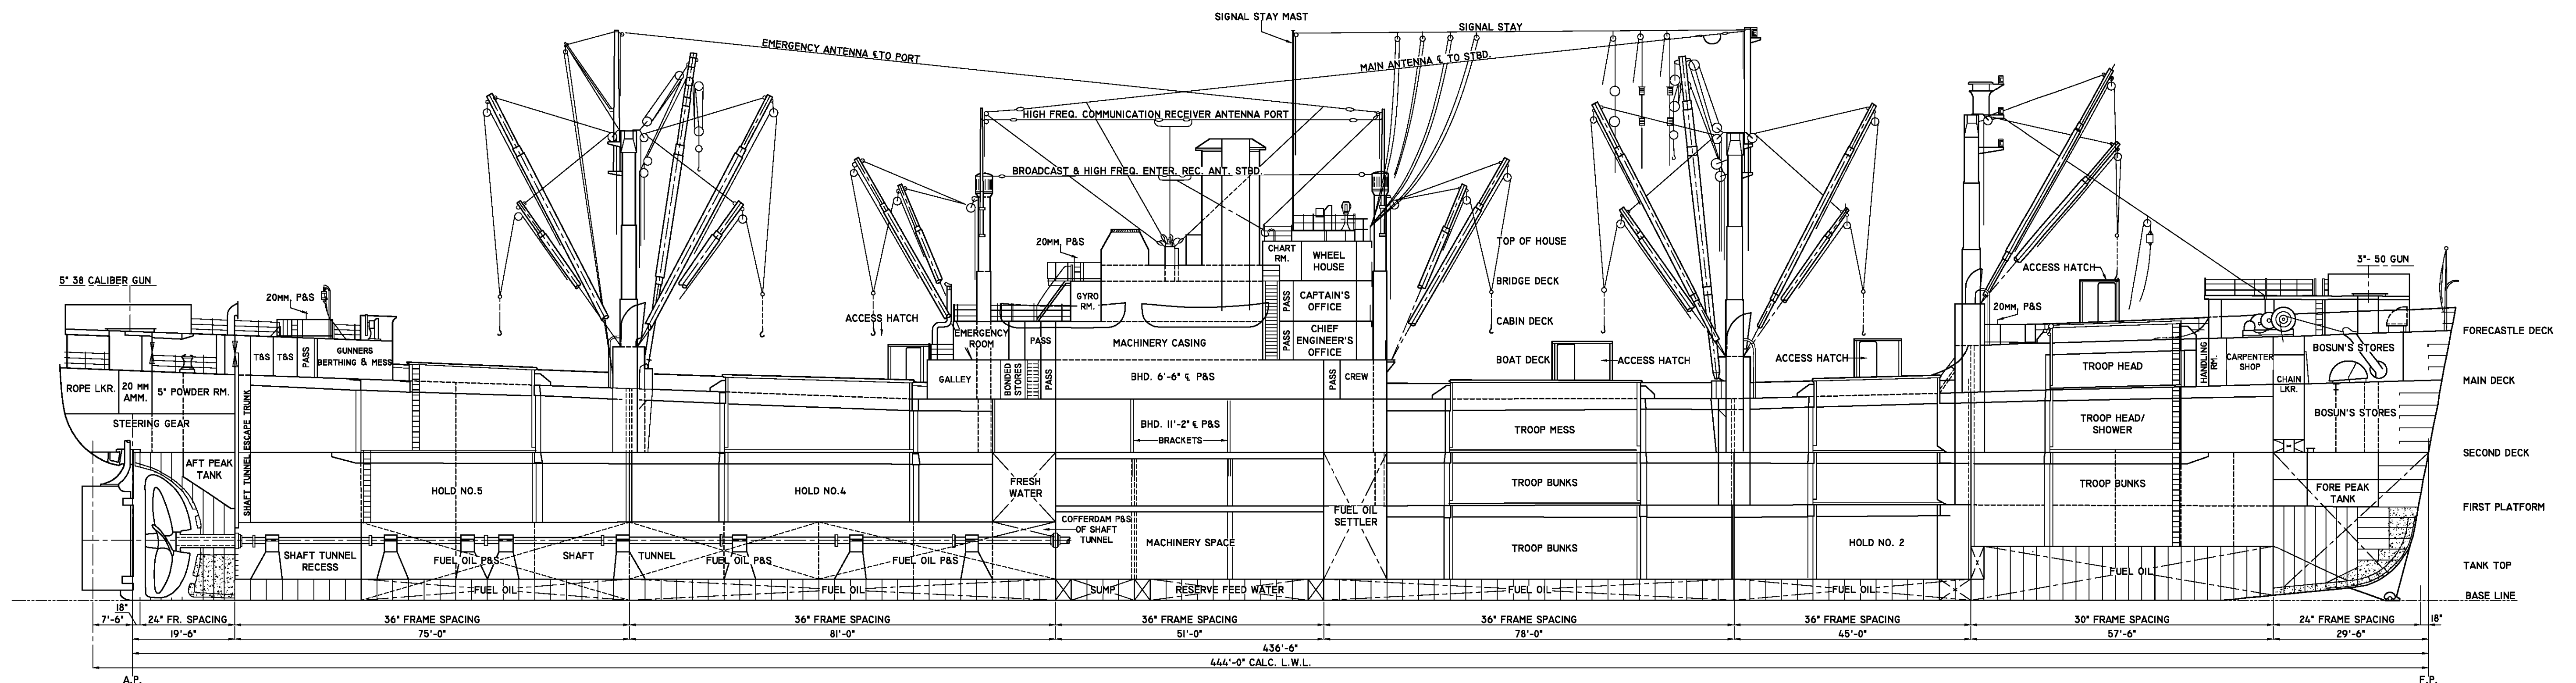 SIGNAL STAY MAST
SIGNAL STAY
EMERGENCY ANTENNA ℄ TO PORT
MAIN ANTENNA ℄ TO STBD.
HIGH FREQ. COMMUNICATION RECEIVER ANTENNA PORT
BROADCAST & HIGH FREQ. ENTER. REC. ANT. STBD.
20MM. P&S
CHART
RM.
WHEEL
HOUSE
TOP OF HOUSE
BRIDGE DECK
CABIN DECK
BOAT DECK
5" 38 CALIBER GUN
20MM. P&S
ACCESS HATCH
GYRO
RM.
PASS
CAPTAIN'S
OFFICE
PASS
CHIEF
ENGINEER'S
OFFICE
EMERGENCY
ROOM
PASS
MACHINERY CASING
ACCESS HATCH
ACCESS HATCH
ACCESS HATCH
20MM. P&S
3"- 50 GUN
FORECASTLE DECK
MAIN DECK
SECOND DECK
FIRST PLATFORM
TANK TOP
BASE LINE
T&S
T&S
PASS
GUNNERS
BERTHING & MESS
ROPE LKR.
20 MM
AMM.
5" POWDER RM.
STEERING GEAR
SHAFT TUNNEL ESCAPE TRUNK
AFT PEAK
TANK
GALLEY
BONDED
STORES
PASS
BHD. 6'-6" ℄ P&S
PASS
CREW
BHD. 11'-2" ℄ P&S
BRACKETS
TROOP MESS
TROOP HEAD
HANDLING
RM.
CARPENTER
SHOP
BOSUN'S STORES
CHAIN
LKR.
TROOP HEAD/
SHOWER
BOSUN'S STORES
HOLD NO.5
HOLD NO.4
FRESH
WATER
COFFERDAM P&S
OF SHAFT
TUNNEL
FUEL OIL
SETTLER
MACHINERY SPACE
TROOP BUNKS
TROOP BUNKS
TROOP BUNKS
HOLD NO. 2
FORE PEAK
TANK
SHAFT TUNNEL
RECESS
FUEL OIL P&S
SHAFT
TUNNEL
FUEL OIL P&S
FUEL OIL P&S
FUEL OIL
FUEL OIL
FUEL OIL
SUMP
RESERVE FEED WATER
FUEL OIL
FUEL OIL
18"
7'-6"
24" FR. SPACING
36" FRAME SPACING
36" FRAME SPACING
36" FRAME SPACING
36" FRAME SPACING
36" FRAME SPACING
30" FRAME SPACING
24" FRAME SPACING
18"
19'-6"
75'-0"
81'-0"
51'-0"
78'-0"
45'-0"
57'-6"
29'-6"
436'-6"
444'-0" CALC. L.W.L.
A.P.
F.P.